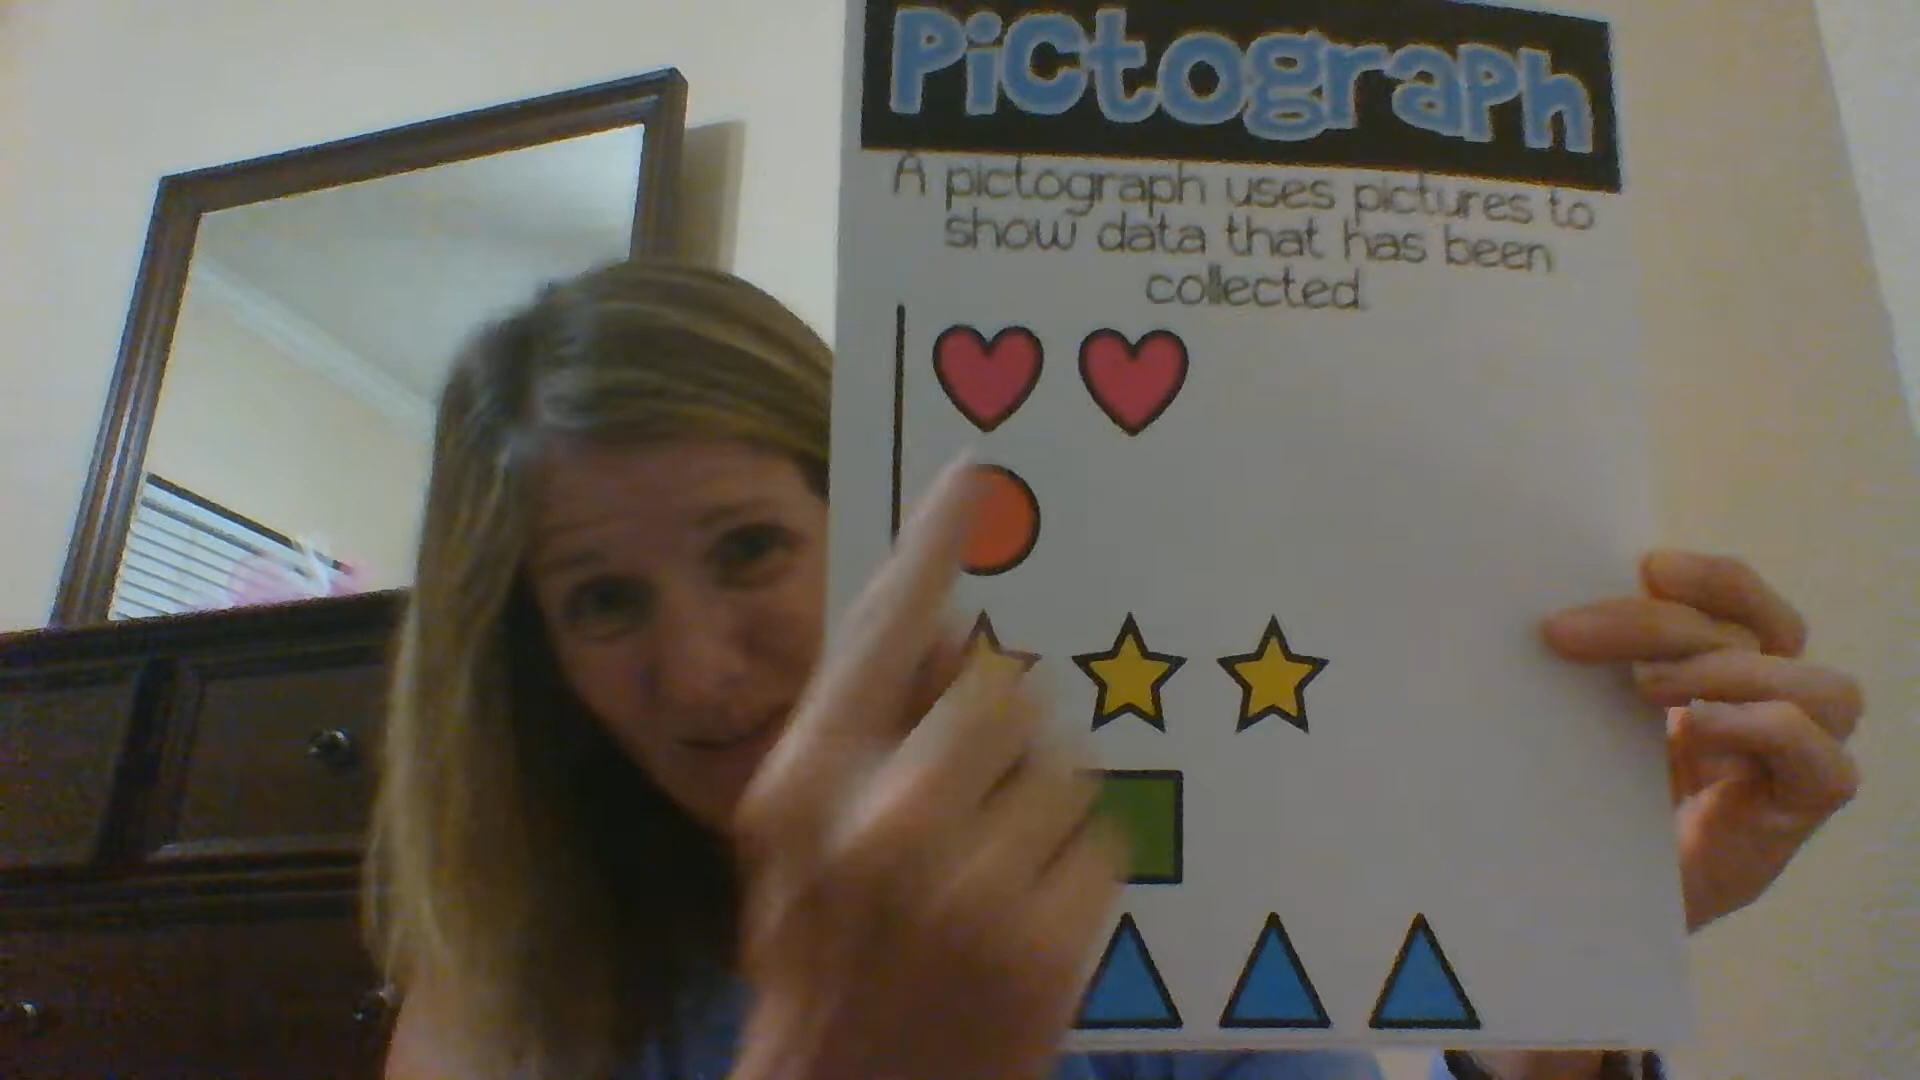 Pictograph
A pictograph uses pictures to
show data that has been
collected.